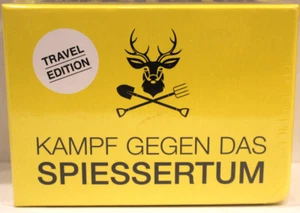 TRAVEL
EDITION
KAMPF GEGEN DAS
SPIESSERTUM